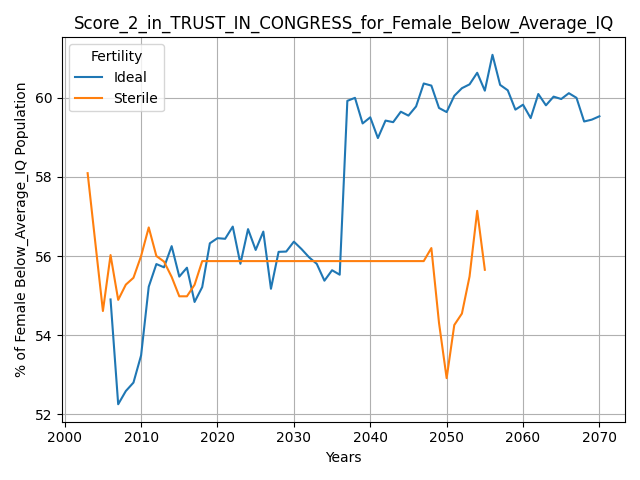 Score_2_in_TRUST_IN_CONGRESS_for_Female_Below_Average_IQ
Fertility
Ideal
Sterile
% of Female Below_Average_IQ Population
60
58
56
54
52
2000
2010
2020
2030
2040
2050
2060
2070
Years